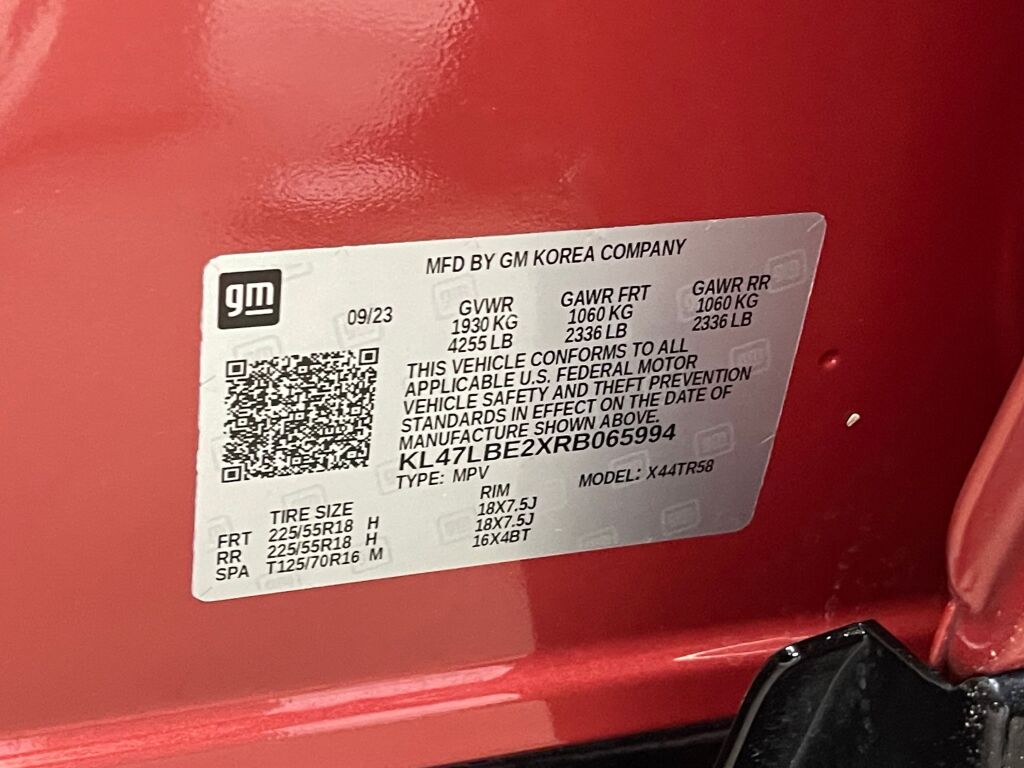 MFD BY GM KOREA COMPANY
gm
09/23
GVWR
1930 KG
4255 LB
GAWR FRT
1060 KG
2336 LB
GAWR RR
1060 KG
2336 LB
THIS VEHICLE CONFORMS TO ALL
APPLICABLE U.S. FEDERAL MOTOR
VEHICLE SAFETY AND THEFT PREVENTION
STANDARDS IN EFFECT ON THE DATE OF
MANUFACTURE SHOWN ABOVE.
KL47LBE2XRB065994
TYPE: MPV MODEL: X44TR58
TIRE SIZE RIM
FRT 225/55R18 H 18X7.5J
RR 225/55R18 H 18X7.5J
SPA T125/70R16 M 16X4BT